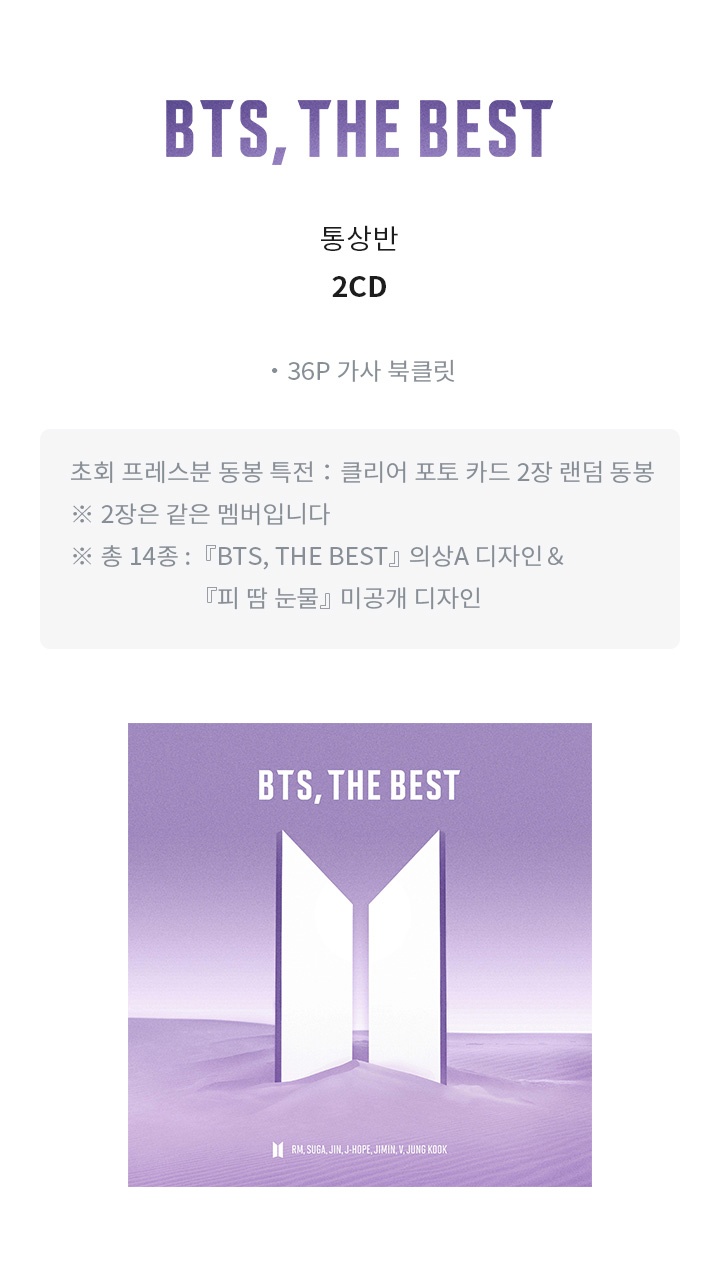 BTS, THE BEST
통상반
2CD
• 36P 가사 북클릿
초회 프레스분 동봉 특전 : 클리어 포토 카드 2장 랜덤 동봉
※ 2장은 같은 멤버입니다
※ 총 14종 : 『BTS, THE BEST』 의상A 디자인 &
『피 땀 눈물』 미공개 디자인
BTS, THE BEST
RM, SUGA, JIN, J-HOPE, JIMIN, V, JUNG KOOK